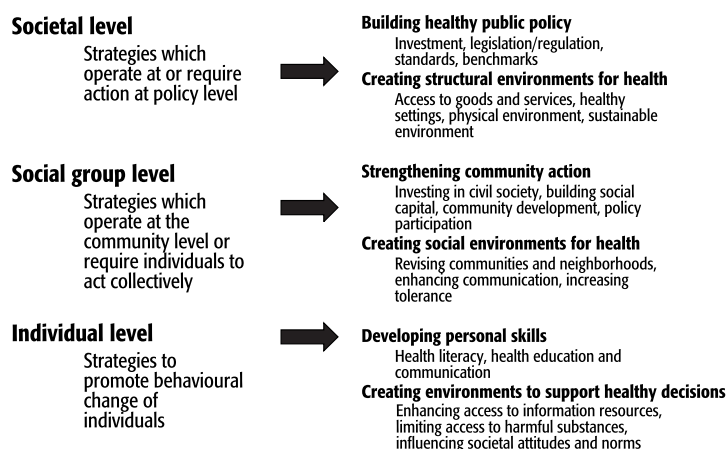 Societal level
Strategies which
operate at or require
action at policy level
Building healthy public policy
Investment, legislation/regulation,
standards, benchmarks
Creating structural environments for health
Access to goods and services, healthy
settings, physical environment, sustainable
environment
Social group level
Strategies which
operate at the
community level or
require individuals to
act collectively
Strengthening community action
Investing in civil society, building social
capital, community development, policy
participation
Creating social environments for health
Revising communities and neighborhoods,
enhancing communication, increasing
tolerance
Individual level
Strategies to
promote behavioural
change of
individuals
Developing personal skills
Health literacy, health education and
communication
Creating environments to support healthy decisions
Enhancing access to information resources,
limiting access to harmful substances,
influencing societal attitudes and norms